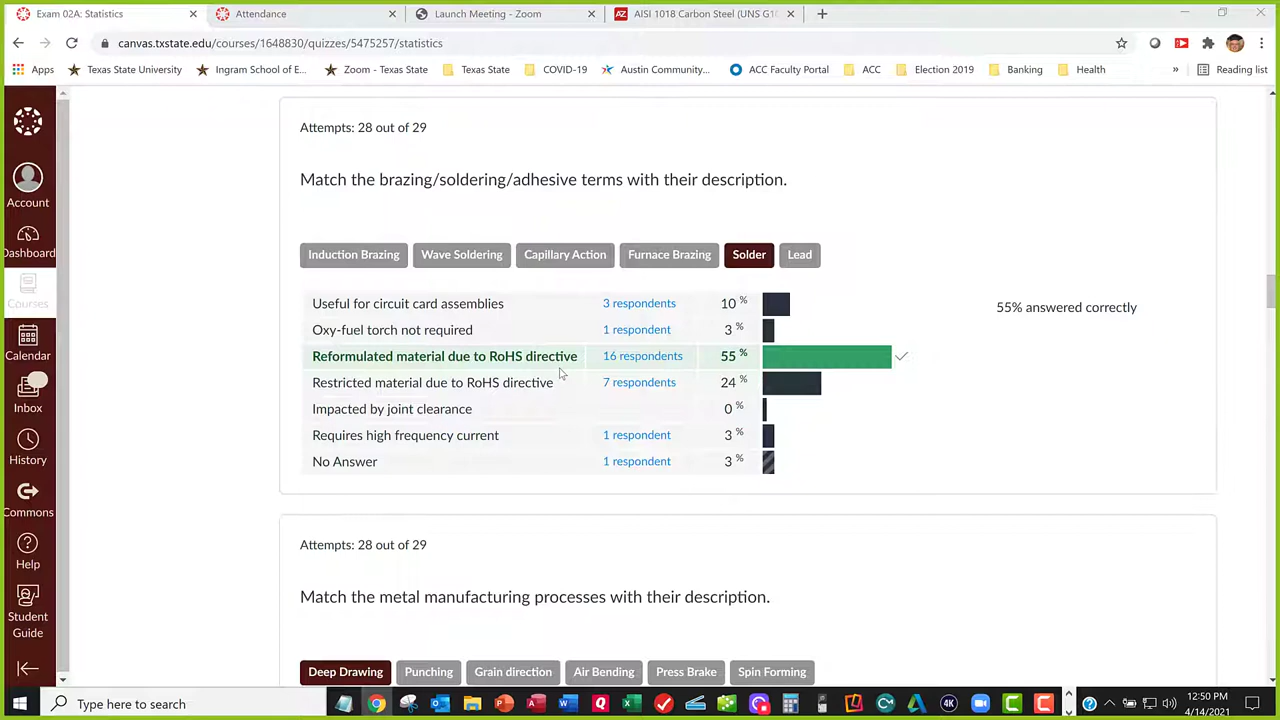 Exam 02A: Statistics
Attendance
Launch Meeting - Zoom
AISI 1018 Carbon Steel (UNS G10
canvas.txstate.edu/courses/1648830/quizzes/5475257/statistics
Apps
Texas State University
Ingram School of E...
Zoom - Texas State
Texas State
COVID-19
Austin Community...
ACC Faculty Portal
ACC
Election 2019
Banking
Health
»
Reading list
Account
Dashboard
Courses
Calendar
Inbox
History
Commons
Help
Student
Guide
Attempts: 28 out of 29
Match the brazing/soldering/adhesive terms with their description.
Induction Brazing Wave Soldering Capillary Action Furnace Brazing Solder Lead
Useful for circuit card assemblies 3 respondents 10 %
Oxy-fuel torch not required 1 respondent 3 %
Reformulated material due to RoHS directive 16 respondents 55 %
Restricted material due to RoHS directive 7 respondents 24 %
Impacted by joint clearance 0 %
Requires high frequency current 1 respondent 3 %
No Answer 1 respondent 3 %
55% answered correctly
Attempts: 28 out of 29
Match the metal manufacturing processes with their description.
Deep Drawing Punching Grain direction Air Bending Press Brake Spin Forming
Type here to search
12:50 PM
4/14/2021